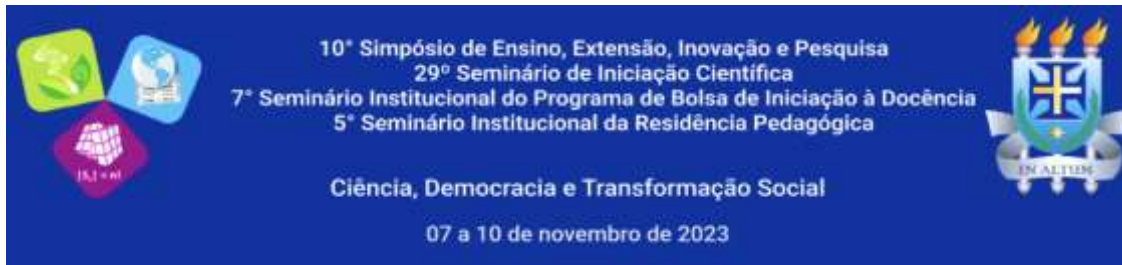 10° Simpósio de Ensino, Extensão, Inovação e Pesquisa
29º Seminário de Iniciação Científica
7° Seminário Institucional do Programa de Bolsa de Iniciação à Docência
5° Seminário Institucional da Residência Pedagógica
Ciência, Democracia e Transformação Social
07 a 10 de novembro de 2023
IN ALTUM